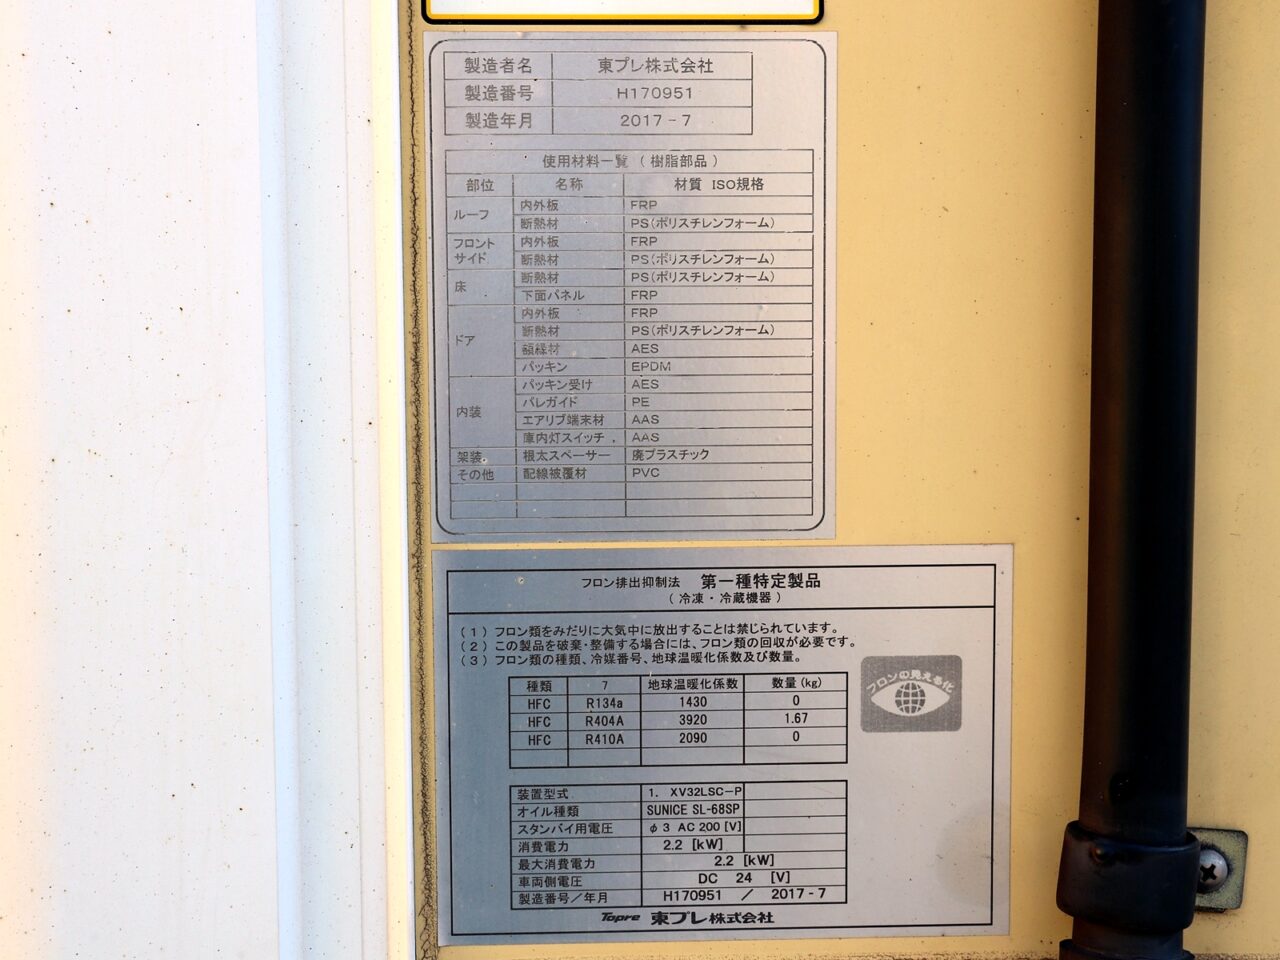 製造者名 東プレ株式会社
製造番号 H170951
製造年月 2017-7
使用材料一覧（樹脂部品）
部位 名称 材質 ISO規格
ルーフ 内外板 FRP
断熱材 PS(ポリスチレンフォーム)
フロント サイド 内外板 FRP
断熱材 PS(ポリスチレンフォーム)
床 断熱材 PS(ポリスチレンフォーム)
下面パネル FRP
ドア 内外板 FRP
断熱材 PS(ポリスチレンフォーム)
額縁材 AES
パッキン EPDM
内装 パッキン受け AES
パレガイド PE
エアリブ端末材 AAS
庫内灯スイッチ AAS
架装 根太スペーサー 廃プラスチック
その他 配線被覆材 PVC
フロン排出抑制法 第一種特定製品
（冷凍・冷蔵機器）
(1) フロン類をみだりに大気中に放出することは禁じられています。
(2) この製品を破棄・整備する場合には、フロン類の回収が必要です。
(3) フロン類の種類、冷媒番号、地球温暖化係数及び数量。
種類 7 地球温暖化係数 数量(kg)
HFC R134a 1430 0
HFC R404A 3920 1.67
HFC R410A 2090 0
フロンの見える化
装置型式 1. XV32LSC-P
オイル種類 SUNICE SL-68SP
スタンバイ用電圧 φ3 AC 200 [V]
消費電力 2.2 [kW]
最大消費電力 2.2 [kW]
車両側電圧 DC 24 [V]
製造番号/年月 H170951 / 2017-7
Topre 東プレ株式会社